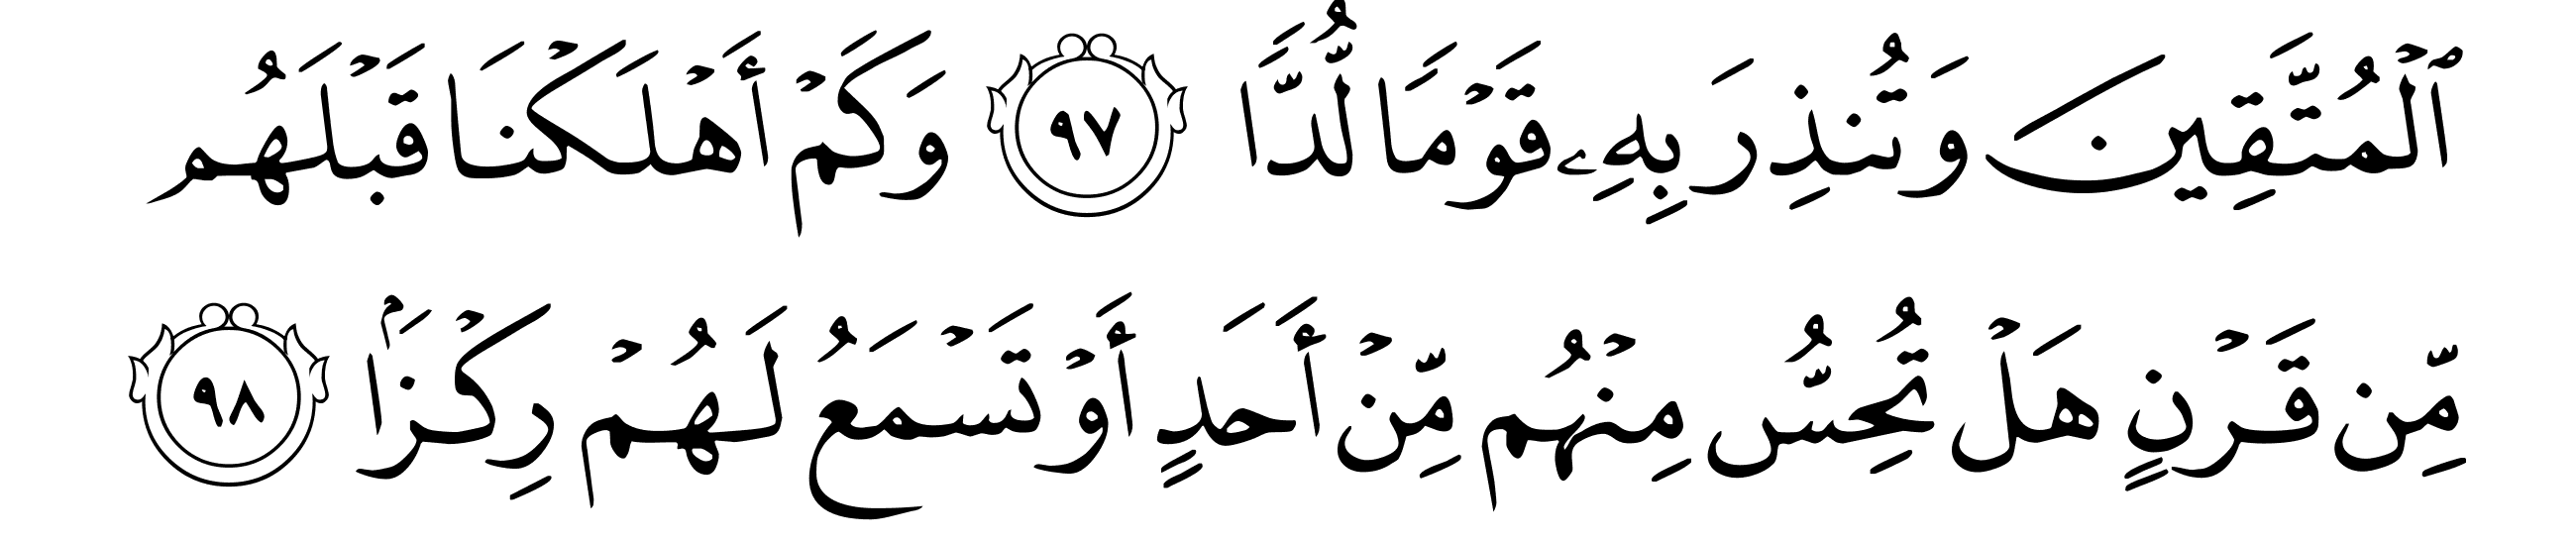 ٱلۡمُتَّقِينَ وَتُنذِرَ بِهِۦ قَوۡمٗا لُّدّٗا ٩٧ وَكَمۡ أَهۡلَكۡنَا قَبۡلَهُم
مِّن قَرۡنٍ هَلۡ تُحِسُّ مِنۡهُم مِّنۡ أَحَدٍ أَوۡ تَسۡمَعُ لَهُمۡ رِكۡزَۢا ٩٨